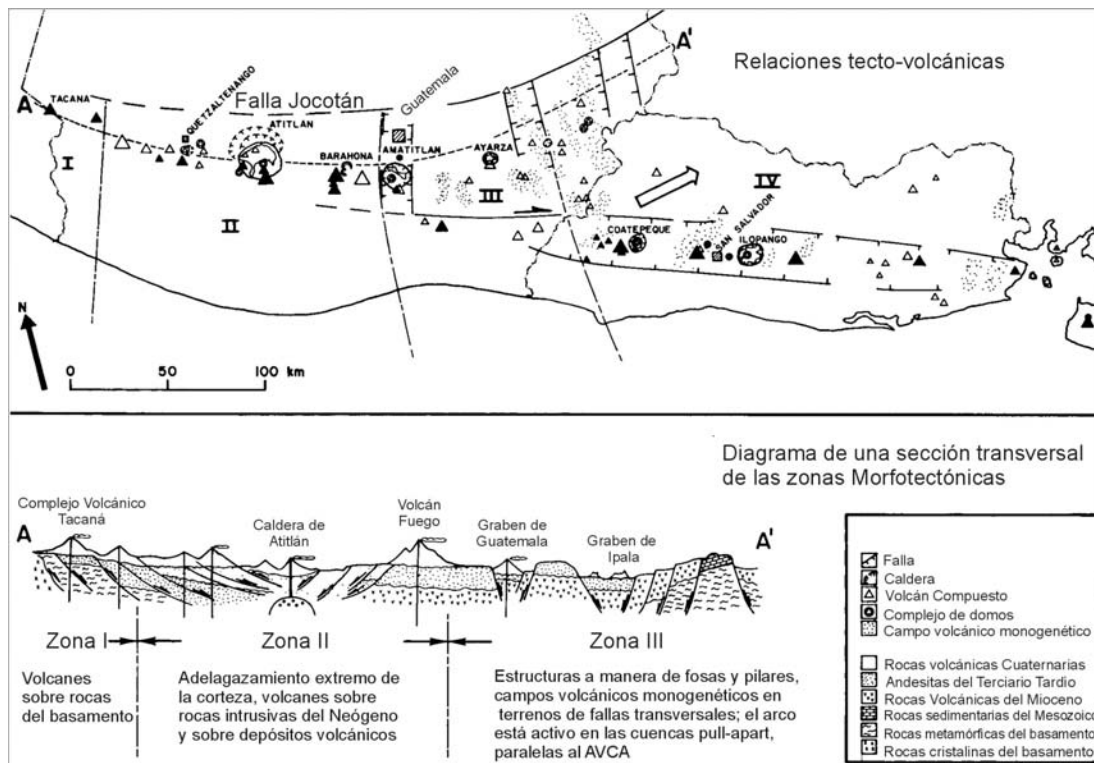 A
A'
Relaciones tecto-volcánicas
TACANA
QUETZALTENANGO
Falla Jocotán
Guatemala
ATITLAN
BARAHONA
AMATITLAN
AYARZA
I
II
III
IV
COATEPEQUE
SAN SALVADOR
ILOPANGO
N
0 50 100 km
Diagrama de una sección transversal
de las zonas Morfotectónicas
Complejo Volcánico
Tacaná
A
Caldera de
Atitlán
Volcán
Fuego
Graben de
Guatemala
Graben de
Ipala
A'
Zona I
Zona II
Zona III
Volcanes
sobre rocas
del basamento
Adelagazamiento extremo de
la corteza, volcanes sobre
rocas intrusivas del Neógeno
y sobre depósitos volcánicos
Estructuras a manera de fosas y pilares,
campos volcánicos monogenéticos en
terrenos de fallas transversales; el arco
está activo en las cuencas pull-apart,
paralelas al AVCA
Falla
Caldera
Volcán Compuesto
Complejo de domos
Campo volcánico monogenético
Rocas volcánicas Cuaternarias
Andesitas del Terciario Tardio
Rocas Volcánicas del Mioceno
Rocas sedimentarias del Mesozoico
Rocas metamórficas del basamento
Rocas cristalinas del basamento